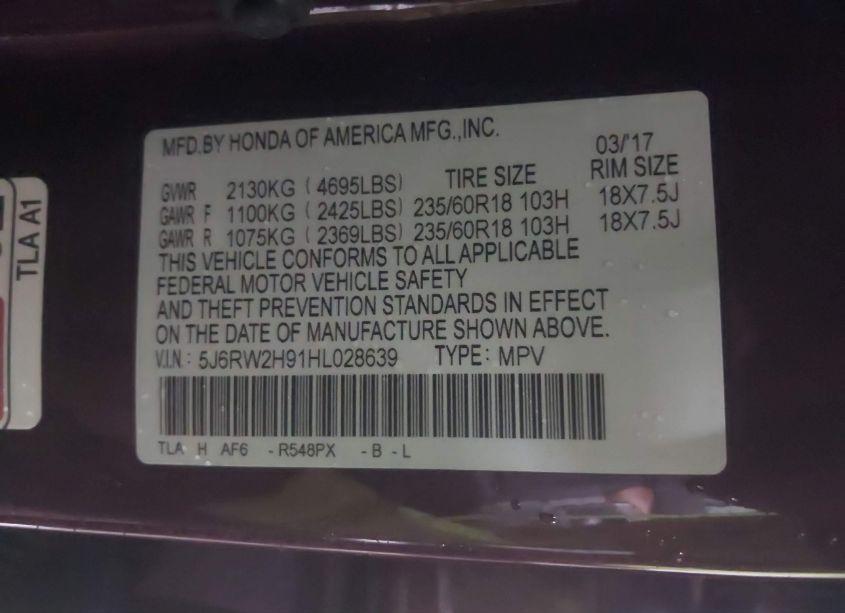 MFD.BY HONDA OF AMERICA MFG.,INC. 03/'17
TIRE SIZE RIM SIZE
GVWR 2130KG ( 4695LBS)
GAWR F 1100KG ( 2425LBS) 235/60R18 103H 18X7.5J
GAWR R 1075KG ( 2369LBS) 235/60R18 103H 18X7.5J
THIS VEHICLE CONFORMS TO ALL APPLICABLE
FEDERAL MOTOR VEHICLE SAFETY
AND THEFT PREVENTION STANDARDS IN EFFECT
ON THE DATE OF MANUFACTURE SHOWN ABOVE.
V.I.N.: 5J6RW2H91HL028639 TYPE: MPV
TLA H AF6 -R548PX -B -L
TLA A1